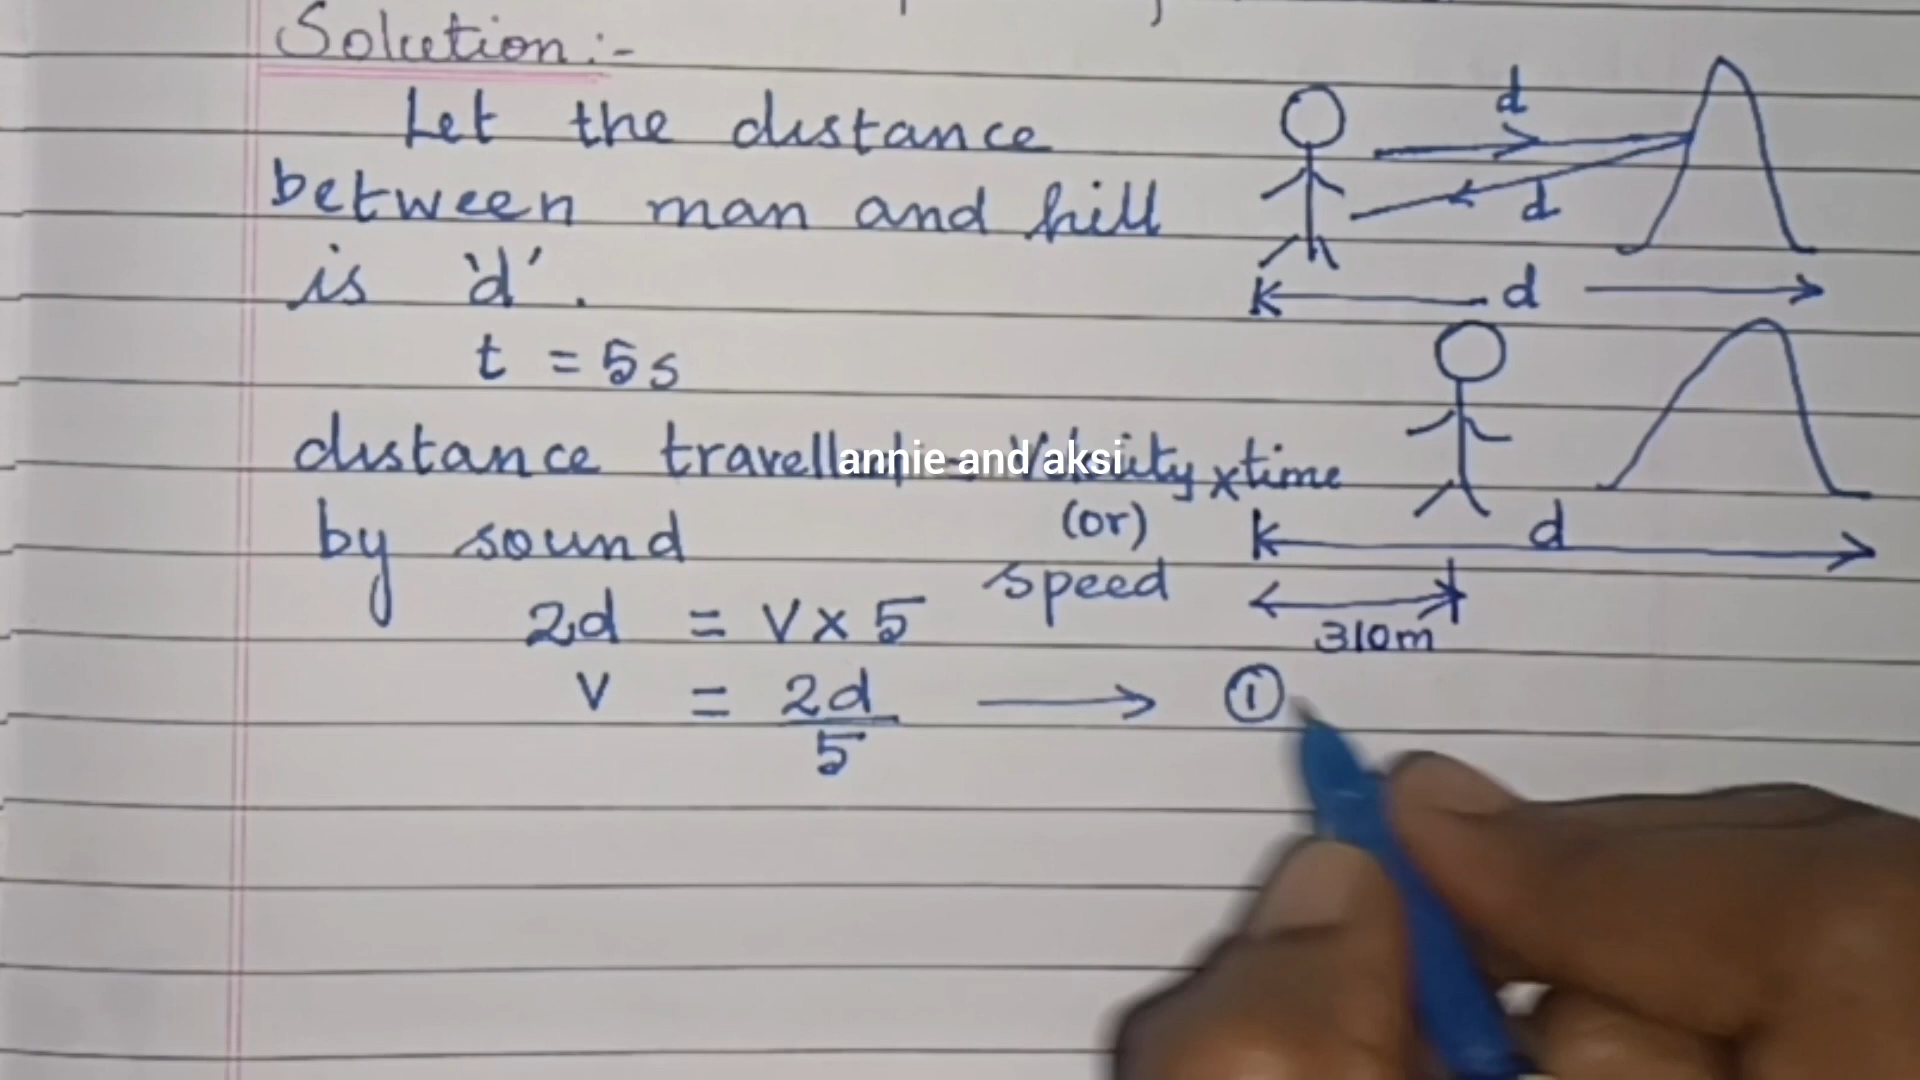 Solution :-
Let the distance
between man and hill
is 'd'.
t = 5s
distance travelled = Velocity x time
by sound
(or)
speed
2d = V x 5
V = 2d/5 ⟶ ①
d
d
d
d
310m
annie and aksi